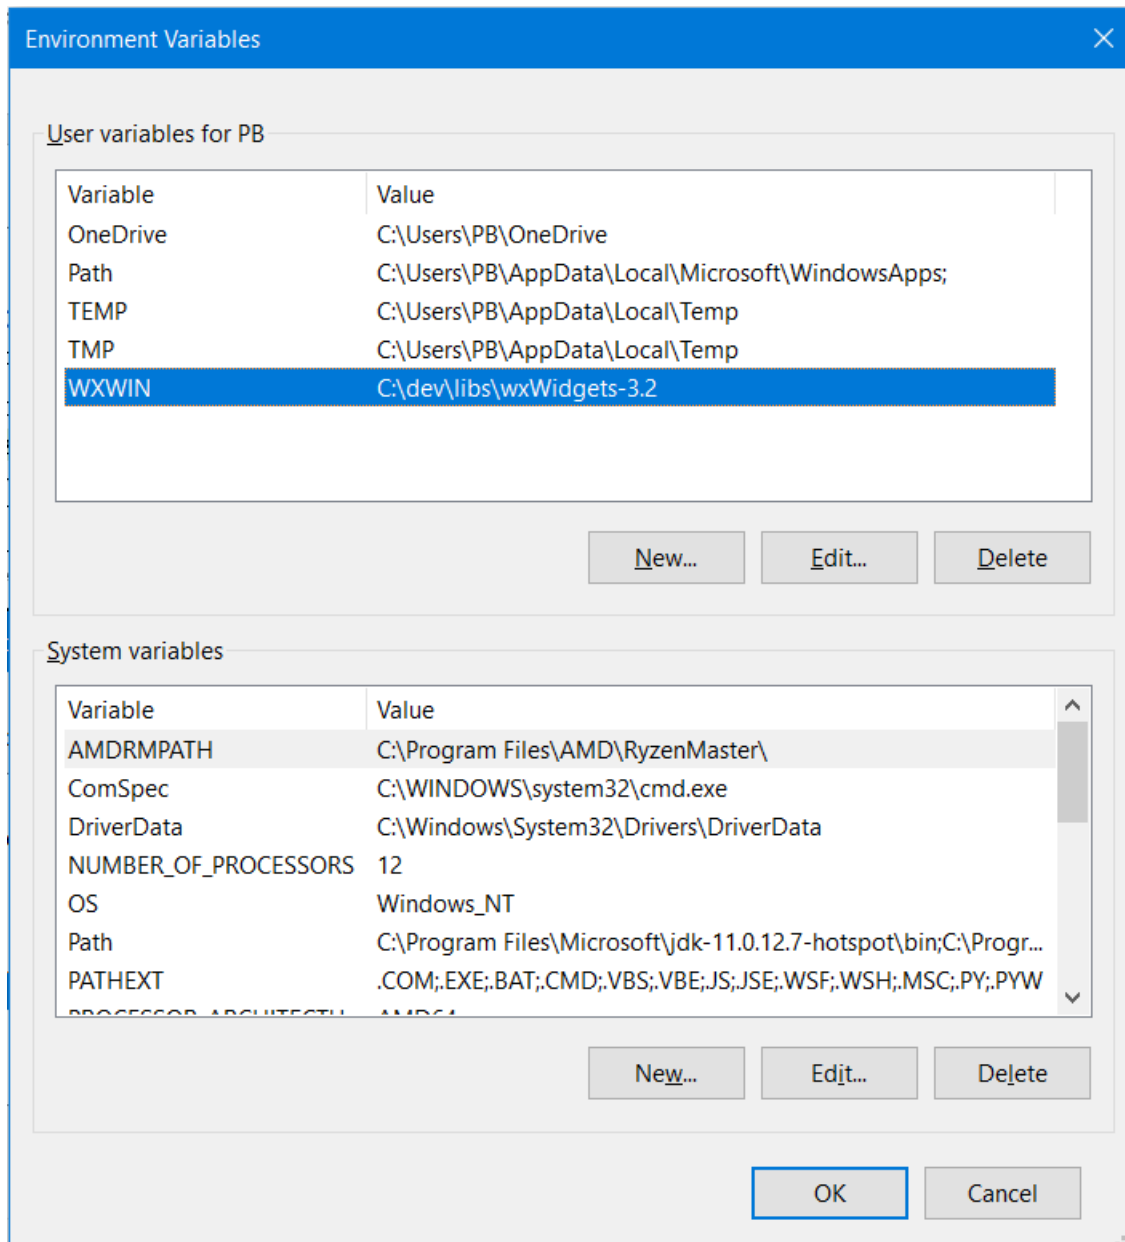 Environment Variables
User variables for PB
Variable Value
OneDrive C:\Users\PB\OneDrive
Path C:\Users\PB\AppData\Local\Microsoft\WindowsApps;
TEMP C:\Users\PB\AppData\Local\Temp
TMP C:\Users\PB\AppData\Local\Temp
WXWIN C:\dev\libs\wxWidgets-3.2
New... Edit... Delete
System variables
Variable Value
AMDRMPATH C:\Program Files\AMD\RyzenMaster\
ComSpec C:\WINDOWS\system32\cmd.exe
DriverData C:\Windows\System32\Drivers\DriverData
NUMBER_OF_PROCESSORS 12
OS Windows_NT
Path C:\Program Files\Microsoft\jdk-11.0.12.7-hotspot\bin;C:\Progr...
PATHEXT .COM;.EXE;.BAT;.CMD;.VBS;.VBE;.JS;.JSE;.WSF;.WSH;.MSC;.PY;.PYW
New... Edit... Delete
OK Cancel